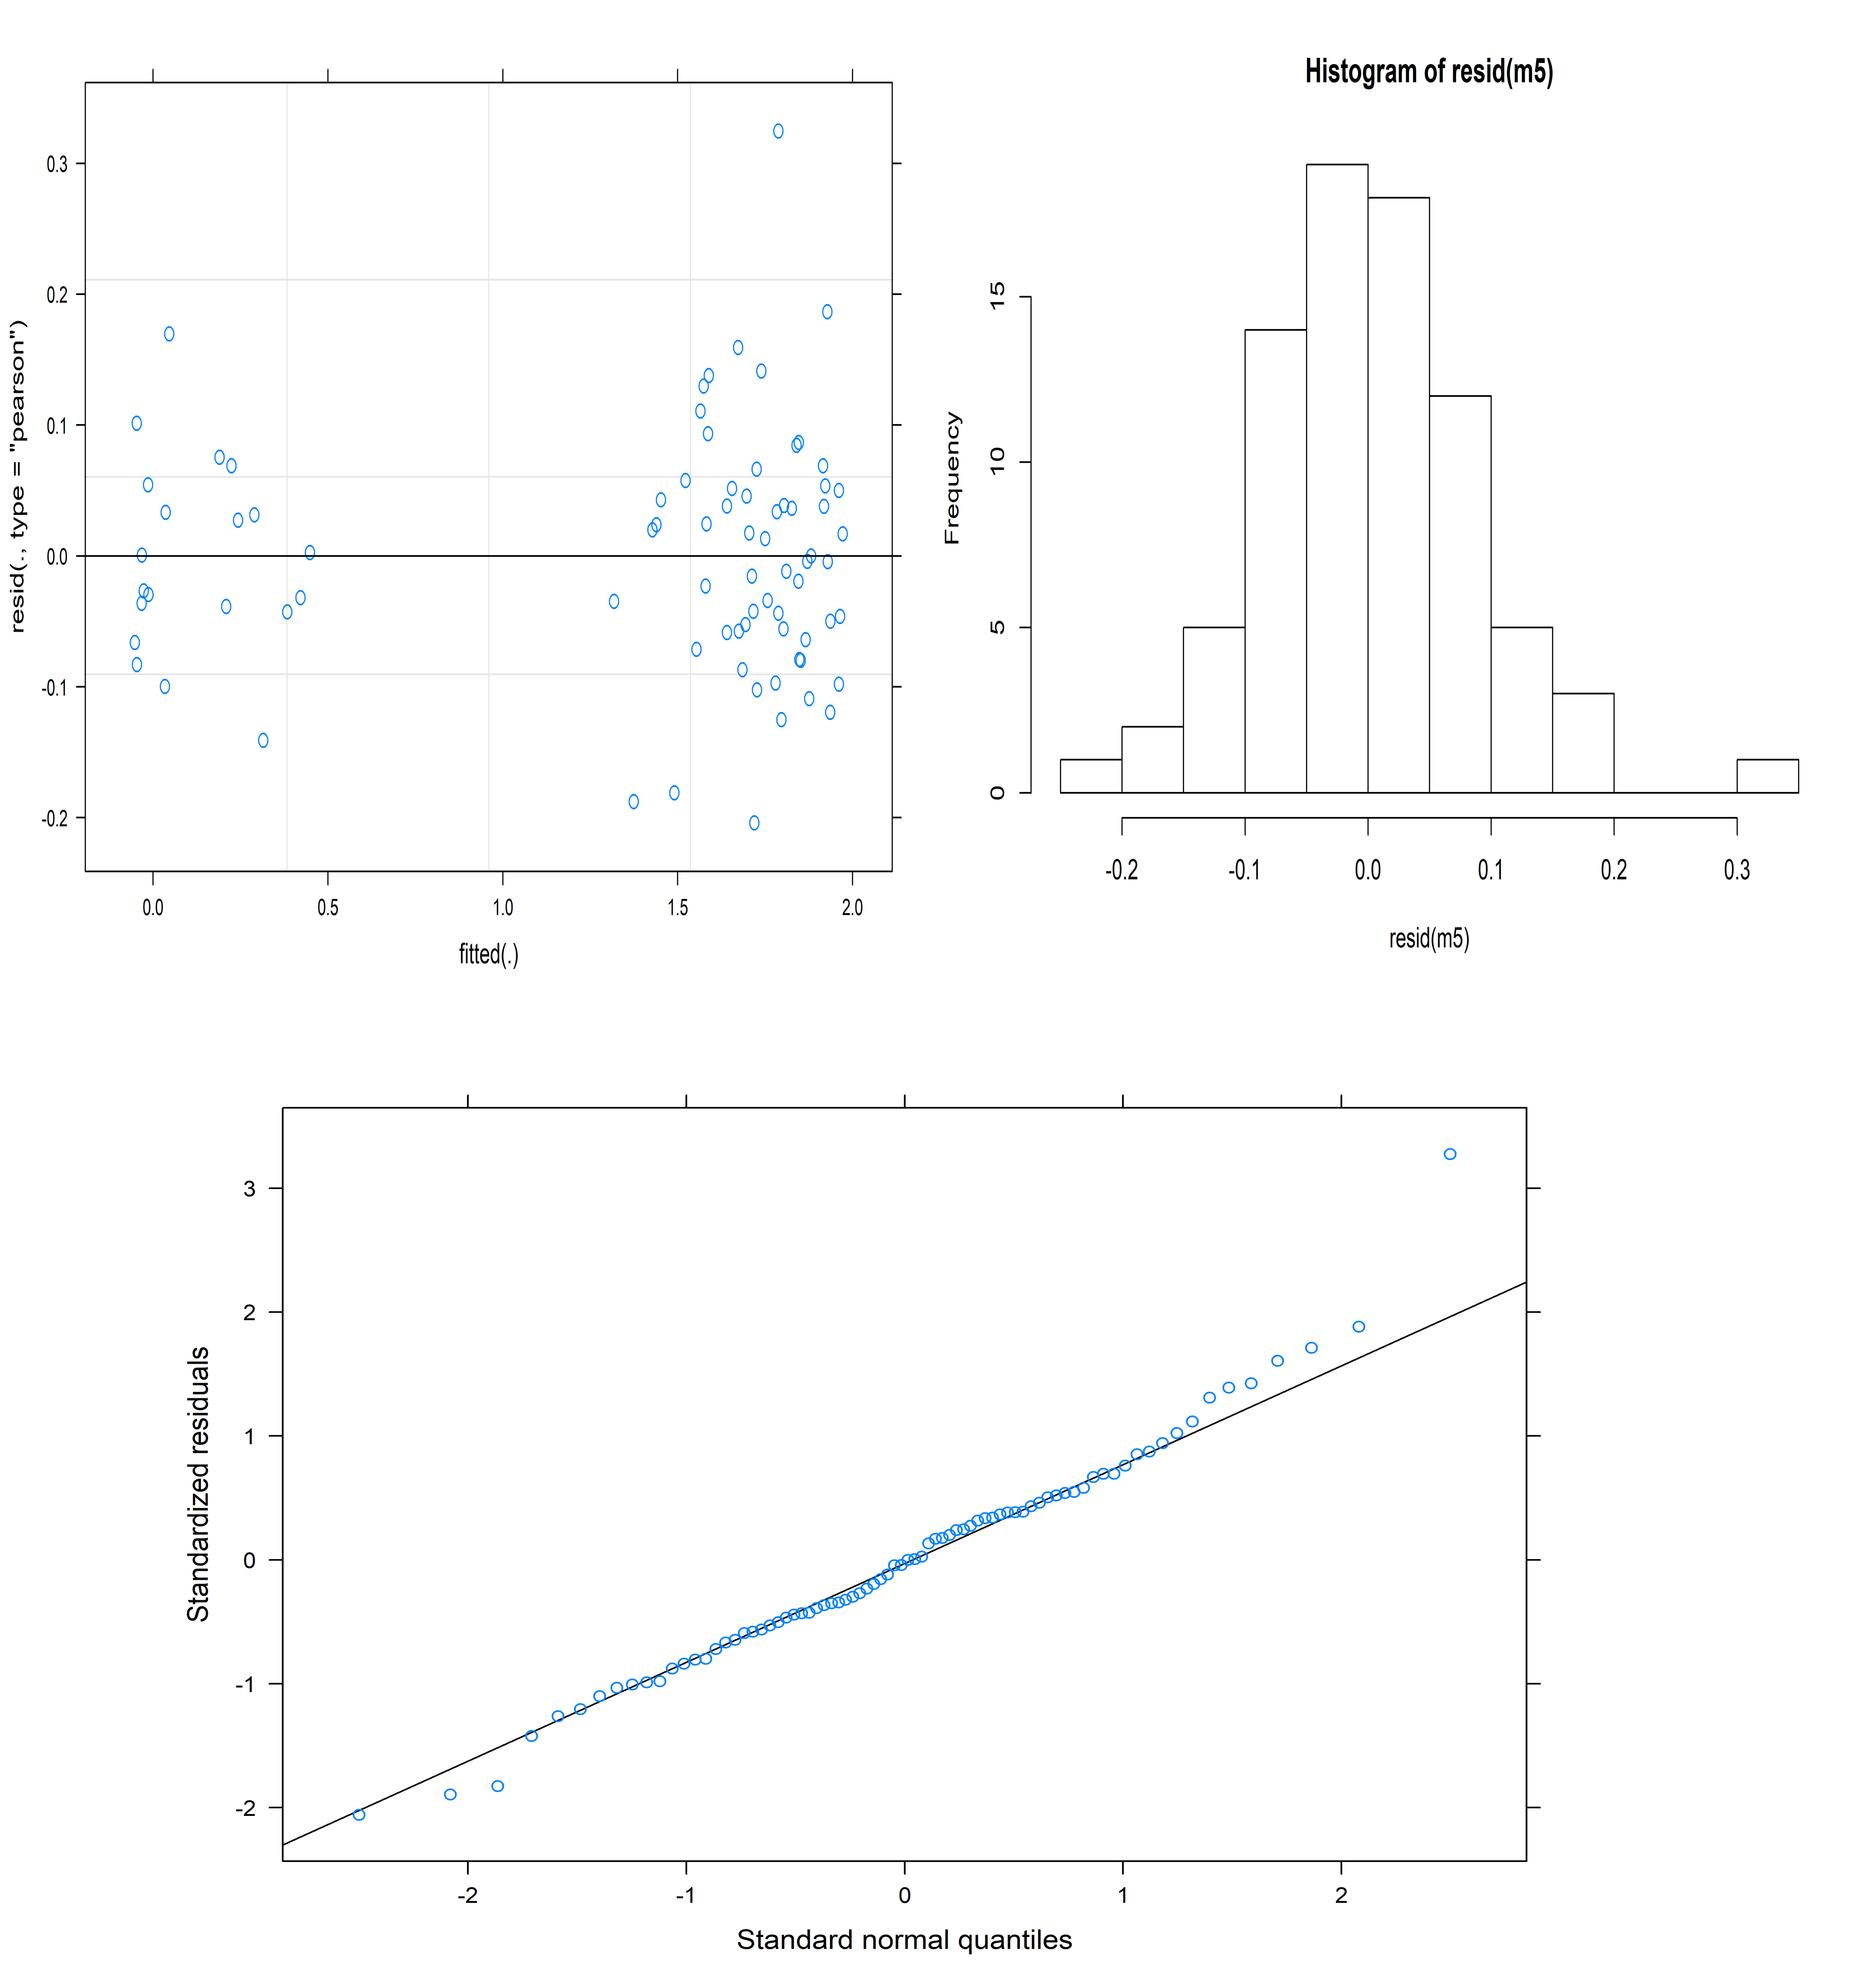 Histogram of resid(m5)
resid(., type = "pearson")
0.3
0.2
0.1
0.0
-0.1
-0.2
0.0 0.5 1.0 1.5 2.0
fitted(.)
Frequency
15
10
5
0
-0.2 -0.1 0.0 0.1 0.2 0.3
resid(m5)
Standardized residuals
3
2
1
0
-1
-2
-2 -1 0 1 2
Standard normal quantiles